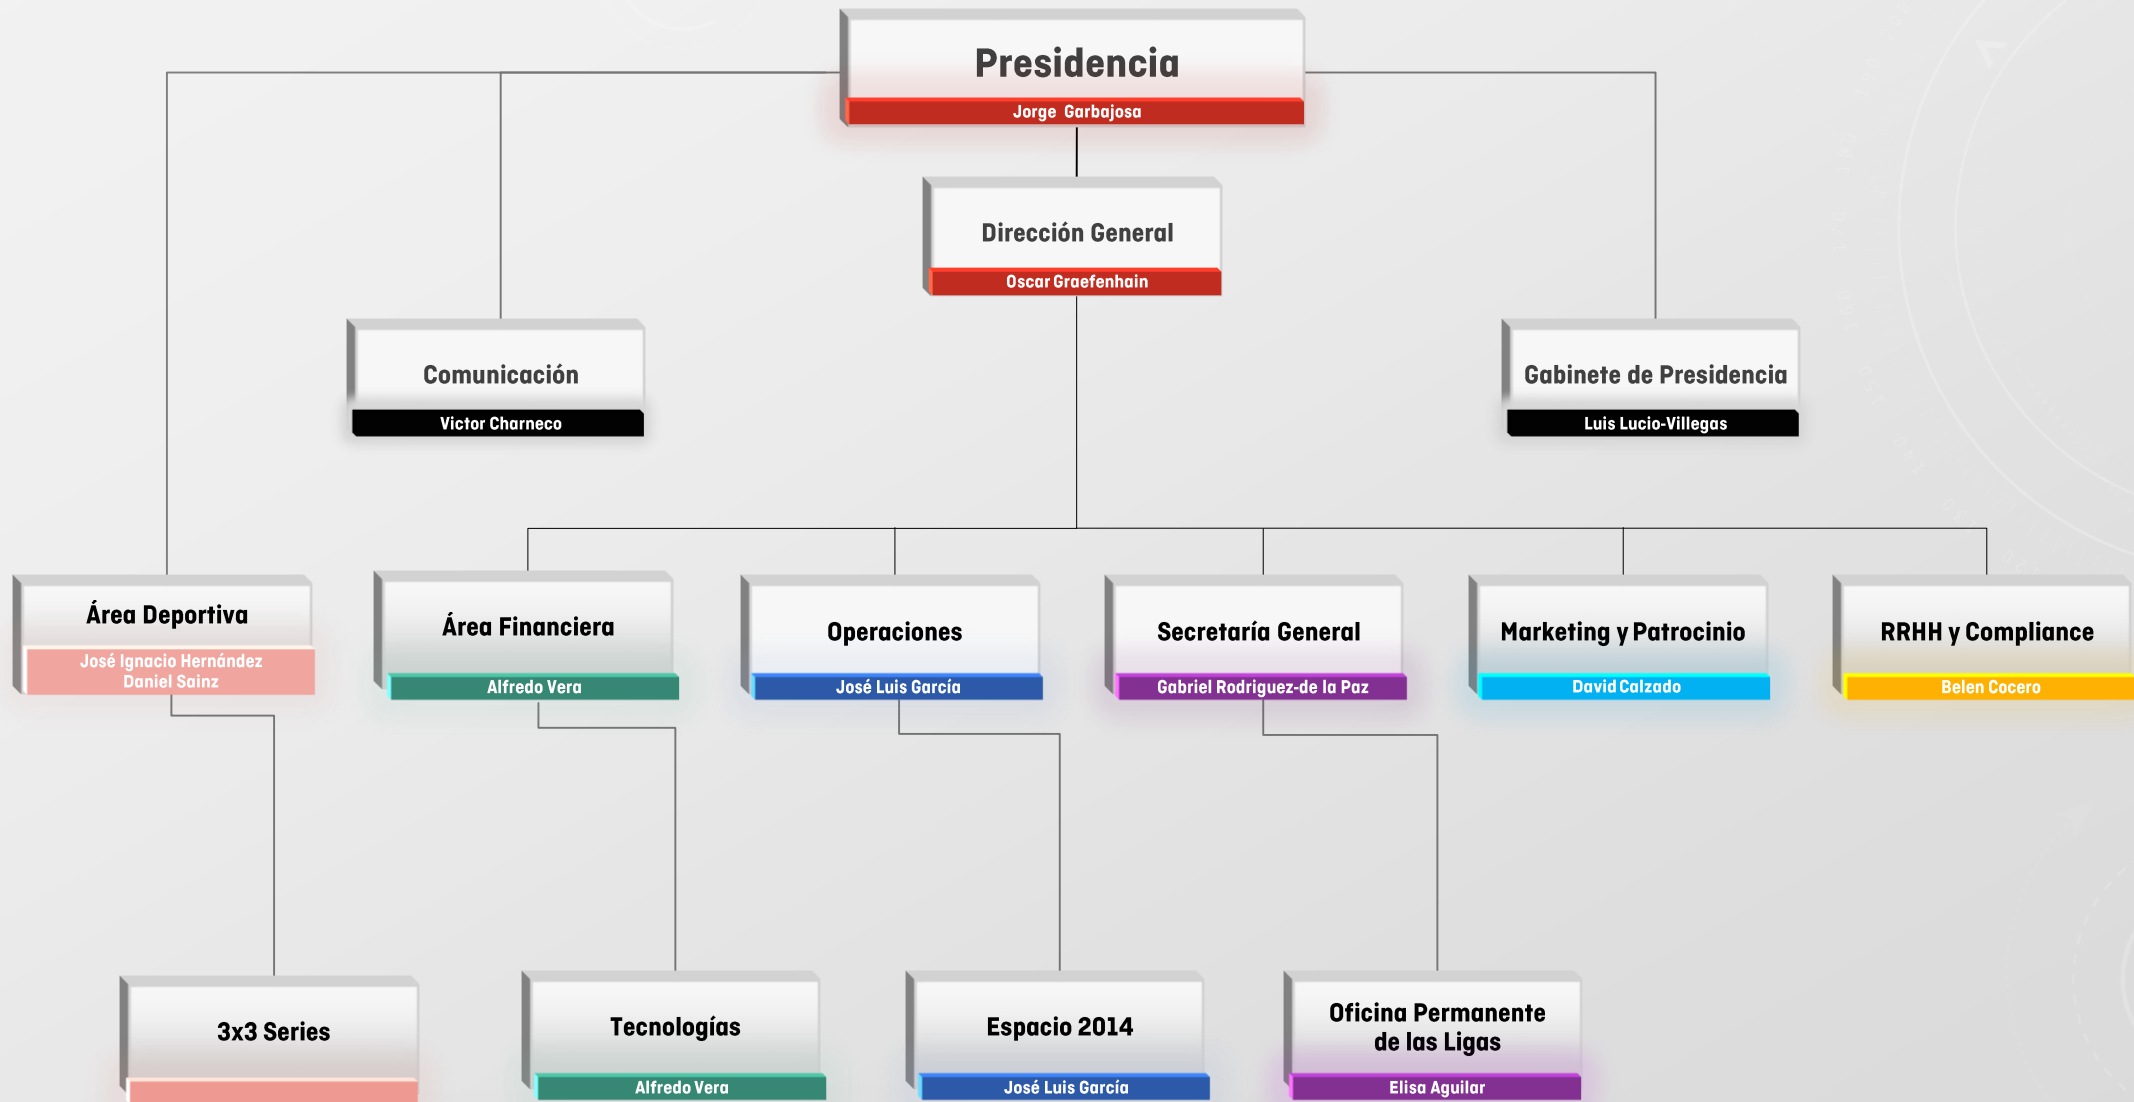 Presidencia
Jorge Garbajosa
Dirección General
Oscar Graefenhain
Comunicación
Victor Charneco
Gabinete de Presidencia
Luis Lucio-Villegas
Área Deportiva
José Ignacio Hernández
Daniel Sainz
Área Financiera
Alfredo Vera
Operaciones
José Luis García
Secretaría General
Gabriel Rodriguez-de la Paz
Marketing y Patrocinio
David Calzado
RRHH y Compliance
Belen Cocero
3x3 Series
Tecnologías
Alfredo Vera
Espacio 2014
José Luis García
Oficina Permanente
de las Ligas
Elisa Aguilar